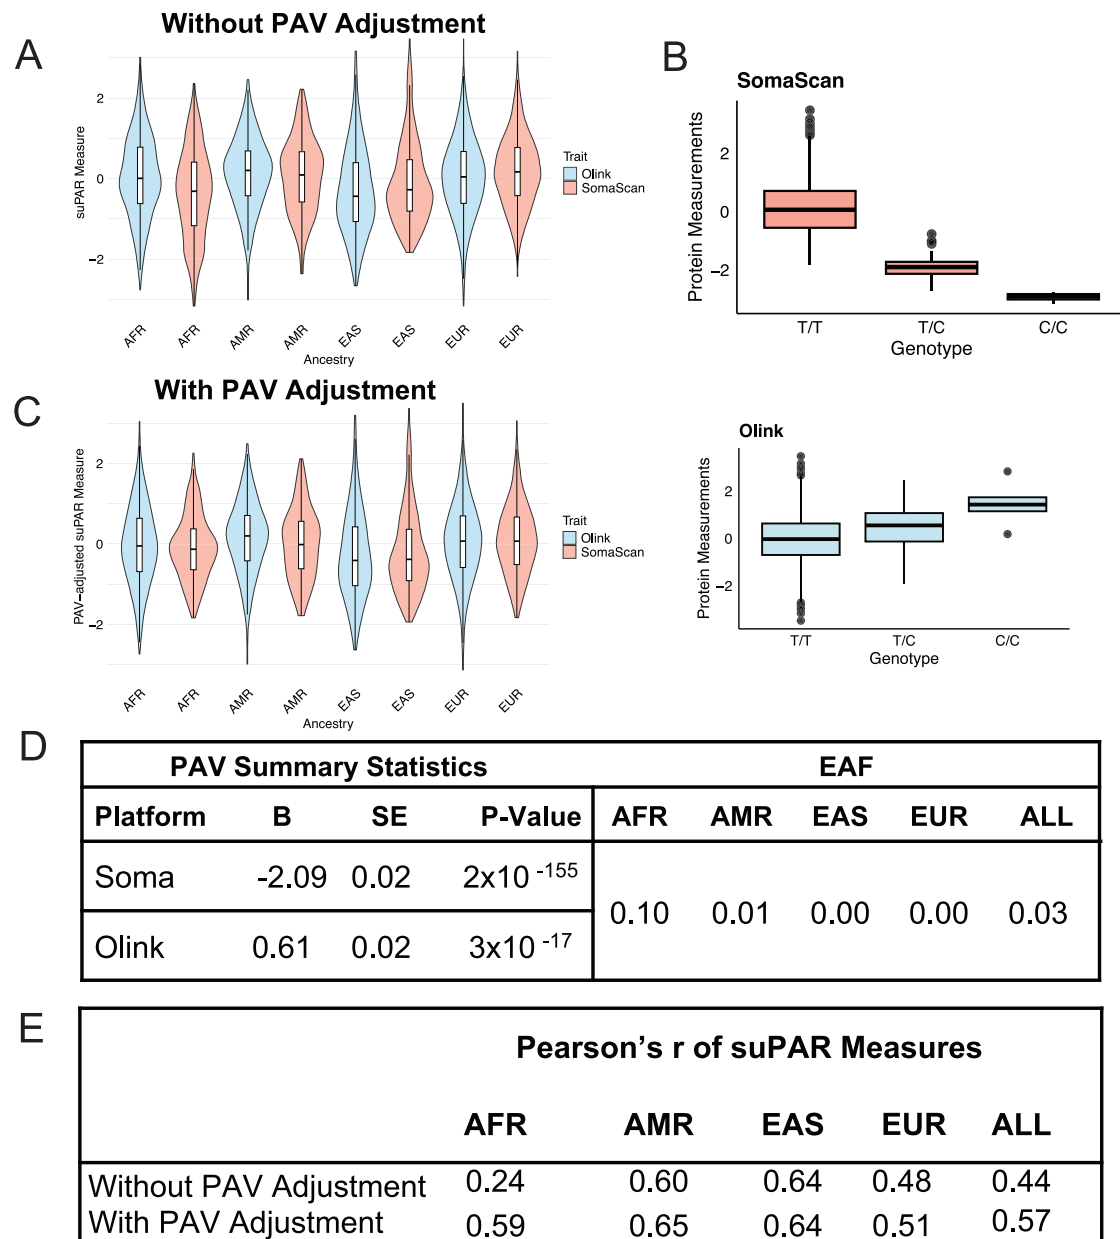 A
Without PAV Adjustment
suPAR Measure
2
0
−2
AFR AFR AMR AMR EAS EAS EUR EUR
Ancestry
Trait
Olink
SomaScan
B
SomaScan
Protein Measurements
2
0
−2
T/T T/C C/C
Genotype
C
With PAV Adjustment
PAV−adjusted suPAR Measure
2
0
−2
AFR AFR AMR AMR EAS EAS EUR EUR
Ancestry
Trait
Olink
SomaScan
Olink
Protein Measurements
2
0
−2
T/T T/C C/C
Genotype
D
PAV Summary Statistics EAF
Platform B SE P-Value AFR AMR EAS EUR ALL
Soma -2.09 0.02 2x10 -155
0.10 0.01 0.00 0.00 0.03
Olink 0.61 0.02 3x10 -17
E
Pearson's r of suPAR Measures
AFR AMR EAS EUR ALL
Without PAV Adjustment 0.24 0.60 0.64 0.48 0.44
With PAV Adjustment 0.59 0.65 0.64 0.51 0.57